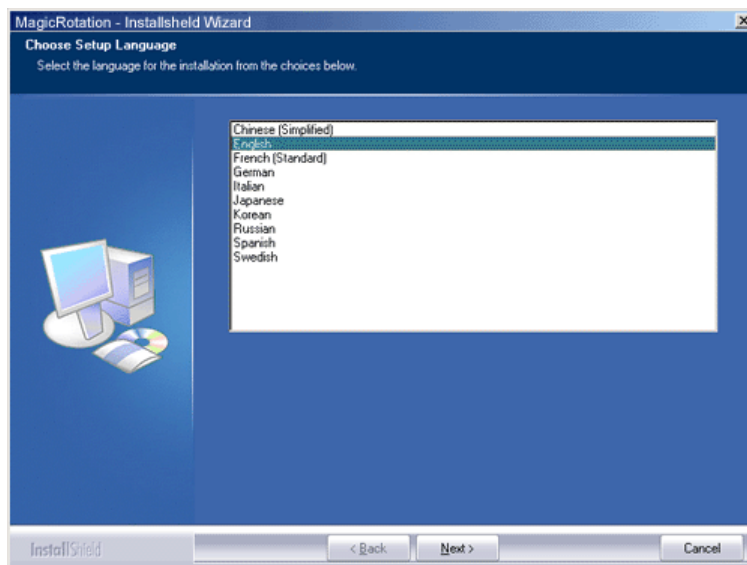 MagicRotation - Installsheld Wizard
Choose Setup Language
Select the language for the installation from the choices below.
Chinese (Simplified)
English
French (Standard)
German
Italian
Japanese
Korean
Russian
Spanish
Swedish
InstallShield
< Back
Next >
Cancel